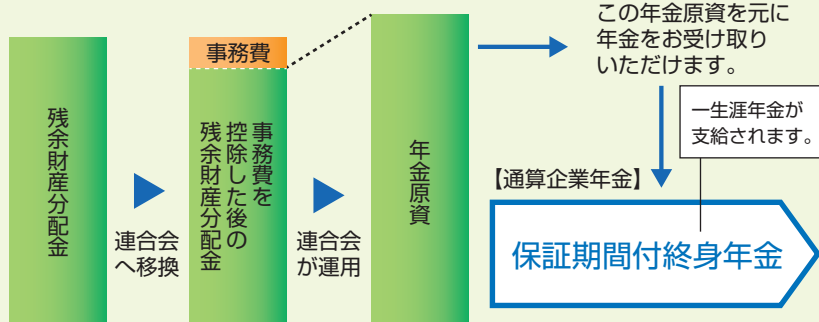 残余財産分配金
連合会
へ移換
事務費
事務費を
控除した後の
残余財産分配金
連合会
が運用
年金原資
この年金原資を元に
年金をお受け取り
いただけます。
一生涯年金が
支給されます。
【通算企業年金】
保証期間付終身年金